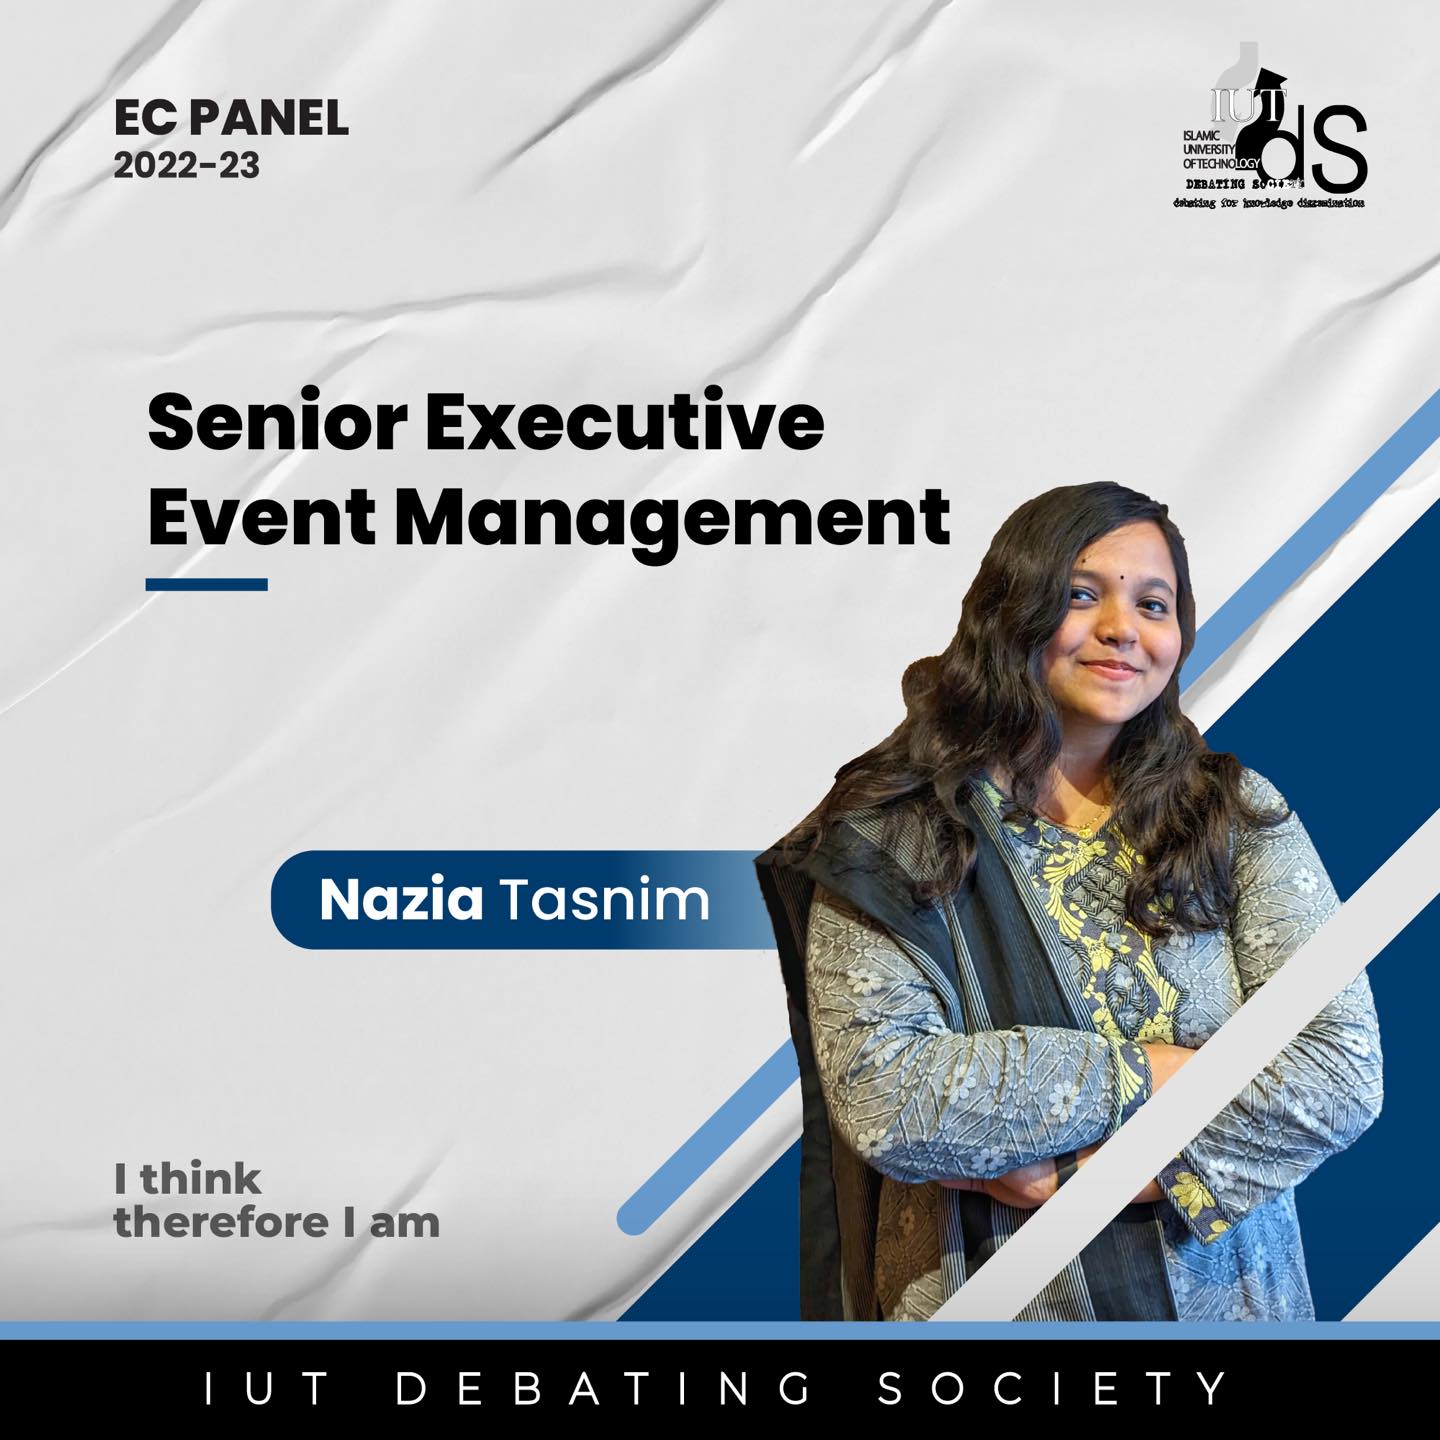 EC PANEL
2022-23
IUT
dS
ISLAMIC
UNIVERSITY
OF TECHNOLOGY
DEBATING SOCIETY
debating for knowledge dissemination
Senior Executive
Event Management
Nazia Tasnim
I think
therefore I am
IUT DEBATING SOCIETY